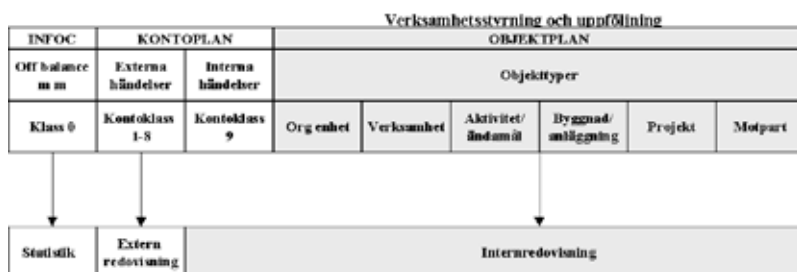 Verksamhetsstyrning och uppföljning
INFOC KONTOPLAN OBJEKTPLAN
Off balance m m
Externa händelser
Interna händelser
Objekttyper
Klass 0
Kontoklass 1-8
Kontoklass 9
Org enhet
Verksamhet
Aktivitet/ ändamål
Byggnad/ anläggning
Projekt
Motpart
Statistik
Extern redovisning
Internredovisning